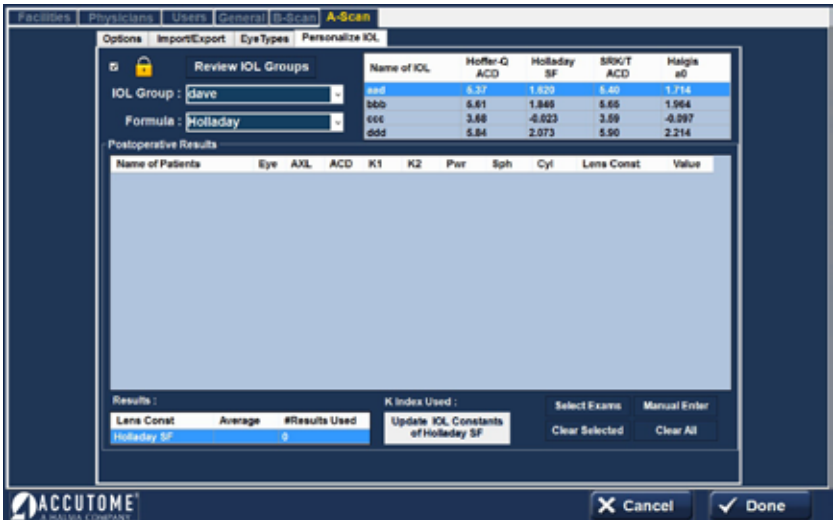 Facilities Physicians Users General B-Scan A-Scan
Options Import/Export EyeTypes Personalize IOL
Review IOL Groups
IOL Group : dave
Formula : Holladay
Name of IOL Hoffer-Q ACD Holladay SF SRK/T ACD Haigis a0
aad 5.37 1.620 5.40 1.714
bbb 5.61 1.846 5.65 1.964
ccc 3.68 -0.023 3.59 -0.097
ddd 5.84 2.073 5.90 2.214
Postoperative Results
Name of Patients Eye AXL ACD K1 K2 Pwr Sph Cyl Lens Const Value
Results :
Lens Const Average #Results Used
Holladay SF 0
K Index Used :
Update IOL Constants
of Holladay SF
Select Exams Manual Enter
Clear Selected Clear All
ACCUTOME
A HALMA COMPANY
Cancel Done